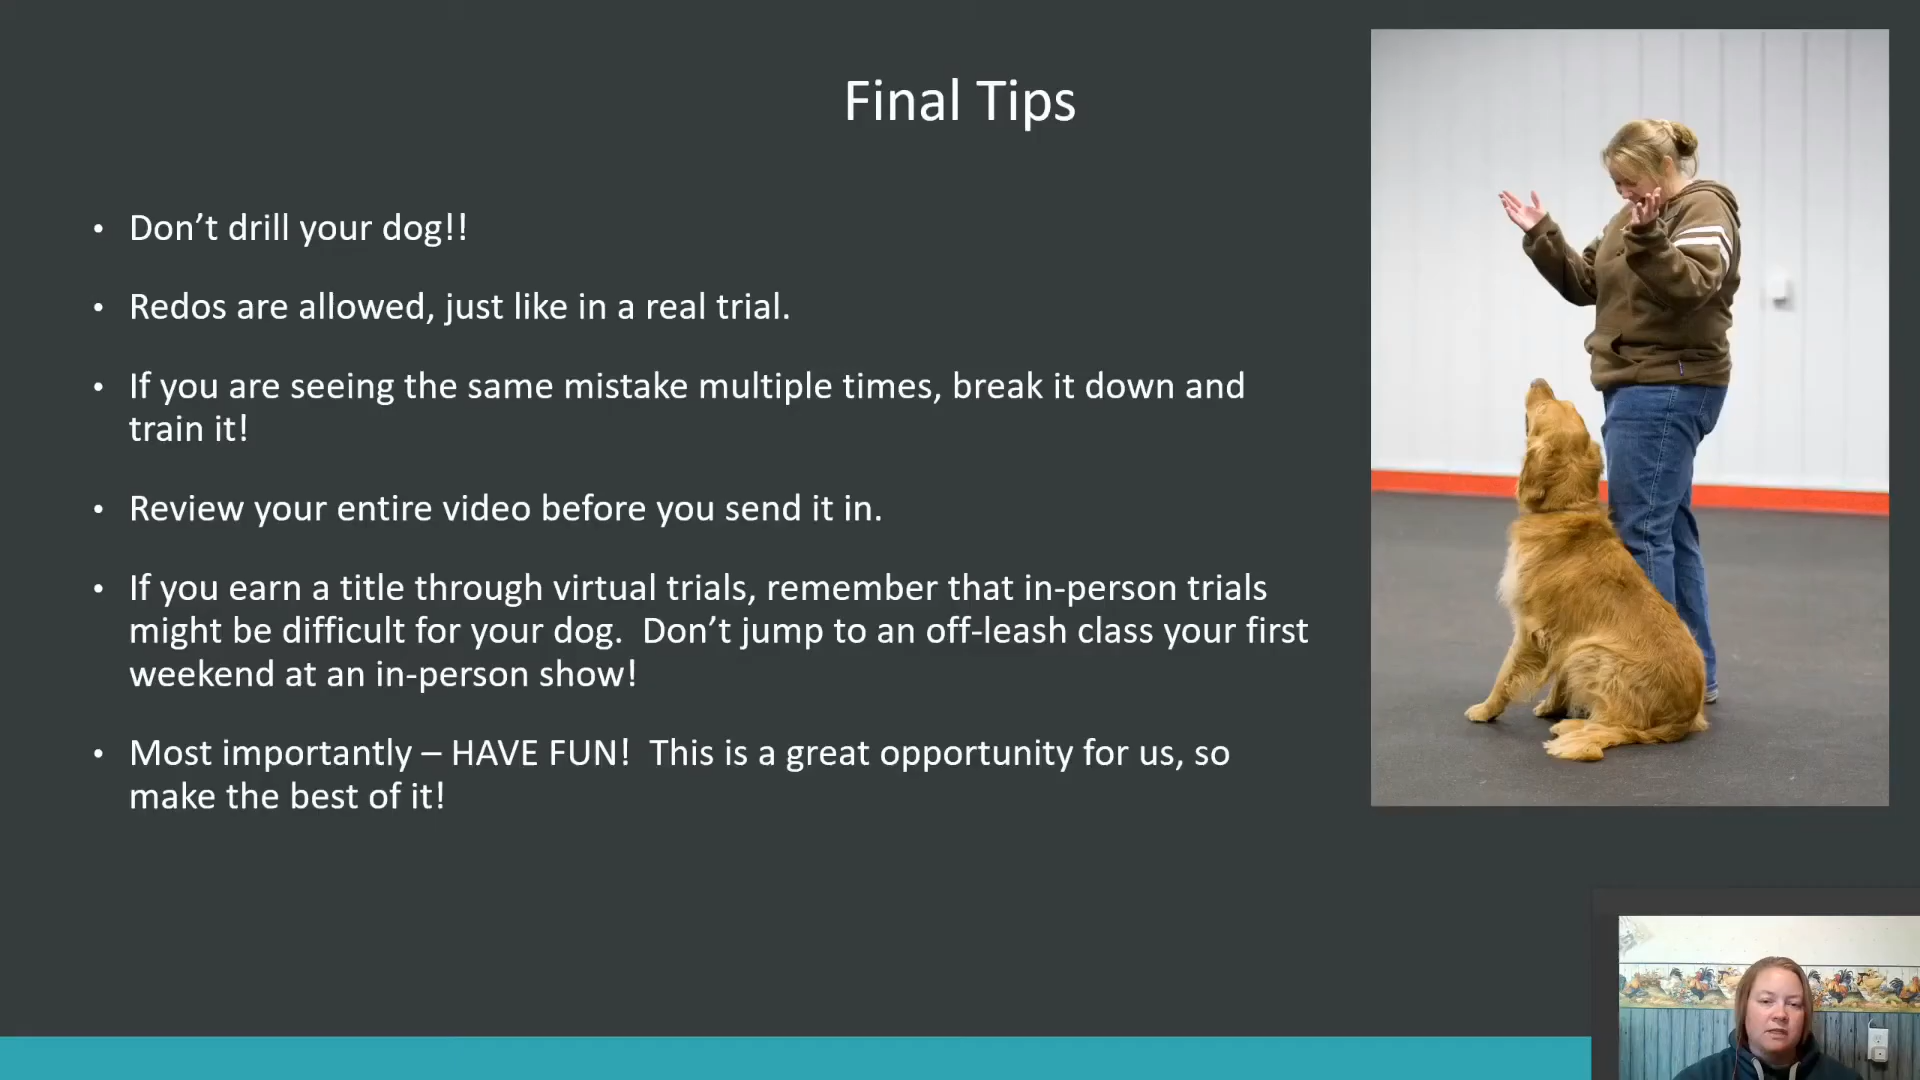 Final Tips
• Don’t drill your dog!!
• Redos are allowed, just like in a real trial.
• If you are seeing the same mistake multiple times, break it down and
train it!
• Review your entire video before you send it in.
• If you earn a title through virtual trials, remember that in-person trials
might be difficult for your dog.  Don’t jump to an off-leash class your first
weekend at an in-person show!
• Most importantly – HAVE FUN!  This is a great opportunity for us, so
make the best of it!